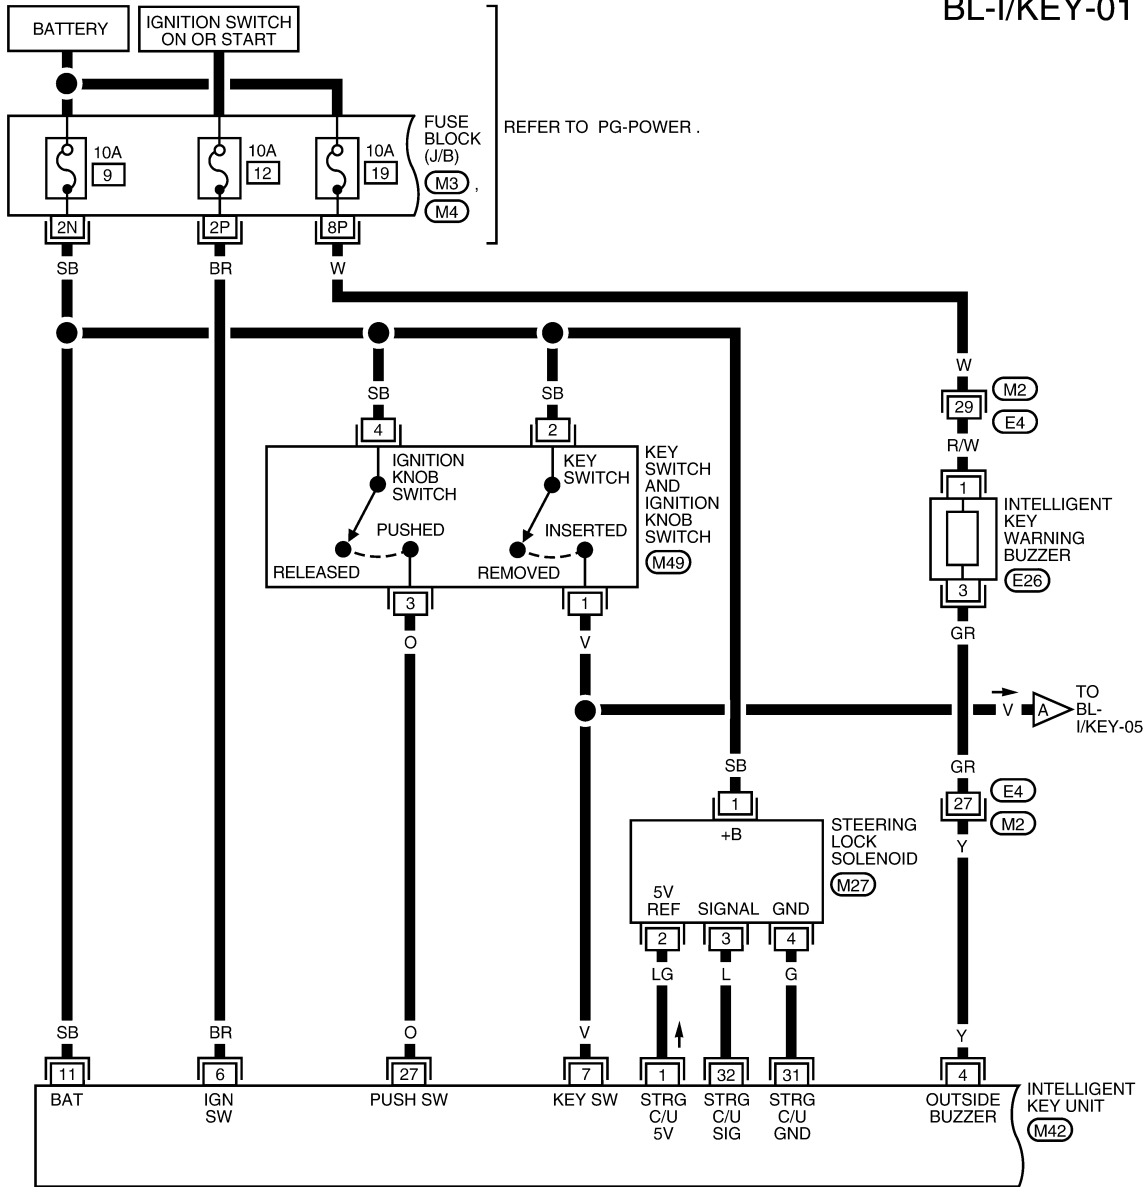 BL-I/KEY-01
BATTERY
IGNITION SWITCH
ON OR START
FUSE
BLOCK
(J/B)
M3 ,
M4
REFER TO PG-POWER .
10A
9
10A
12
10A
19
2N
2P
8P
SB
BR
W
W
29
M2
E4
R/W
SB
SB
4
2
IGNITION
KNOB
SWITCH
PUSHED
RELEASED
KEY
SWITCH
INSERTED
REMOVED
KEY
SWITCH
AND
IGNITION
KNOB
SWITCH
M49
1
INTELLIGENT
KEY
WARNING
BUZZER
E26
3
3
1
O
V
GR
V
A
TO
BL-
I/KEY-05
SB
GR
1
27
E4
M2
+B
STEERING
LOCK
SOLENOID
M27
Y
5V
REF
SIGNAL
GND
2
3
4
LG
L
G
SB
BR
O
V
Y
11
6
27
7
1
32
31
4
BAT
IGN
SW
PUSH SW
KEY SW
STRG
C/U
5V
STRG
C/U
SIG
STRG
C/U
GND
OUTSIDE
BUZZER
INTELLIGENT
KEY UNIT
M42